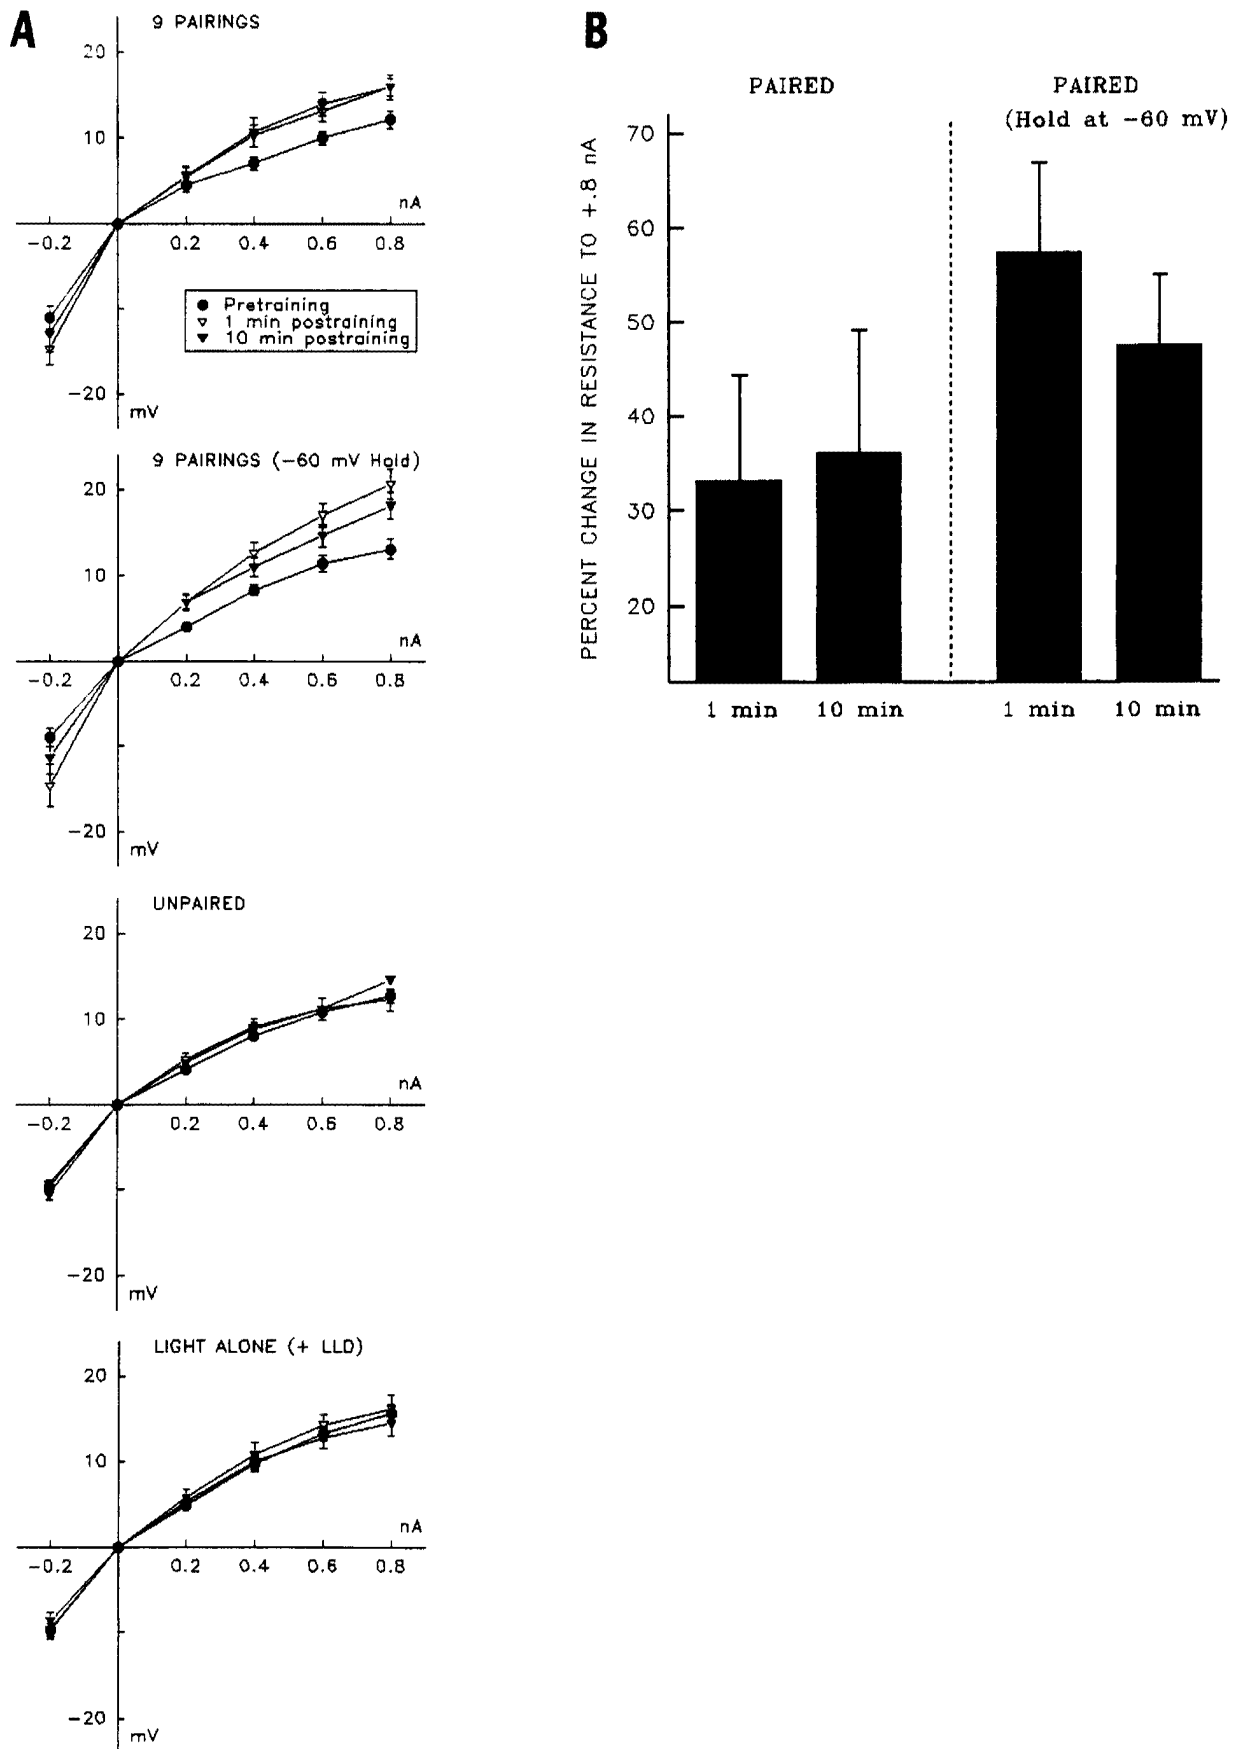 A
9 PAIRINGS
20
10
nA
-0.2 0.2 0.4 0.6 0.8
Pretraining
1 min postraining
10 min postraining
-20
mV
9 PAIRINGS (-60 mV Hold)
20
10
nA
-0.2 0.2 0.4 0.6 0.8
-20
mV
UNPAIRED
20
10
nA
-0.2 0.2 0.4 0.6 0.8
-20
mV
LIGHT ALONE (+ LLD)
20
10
nA
-0.2 0.2 0.4 0.6 0.8
-20
mV
B
PAIRED
PAIRED
(Hold at -60 mV)
PERCENT CHANGE IN RESISTANCE TO +.8 nA
70
60
50
40
30
20
1 min 10 min 1 min 10 min